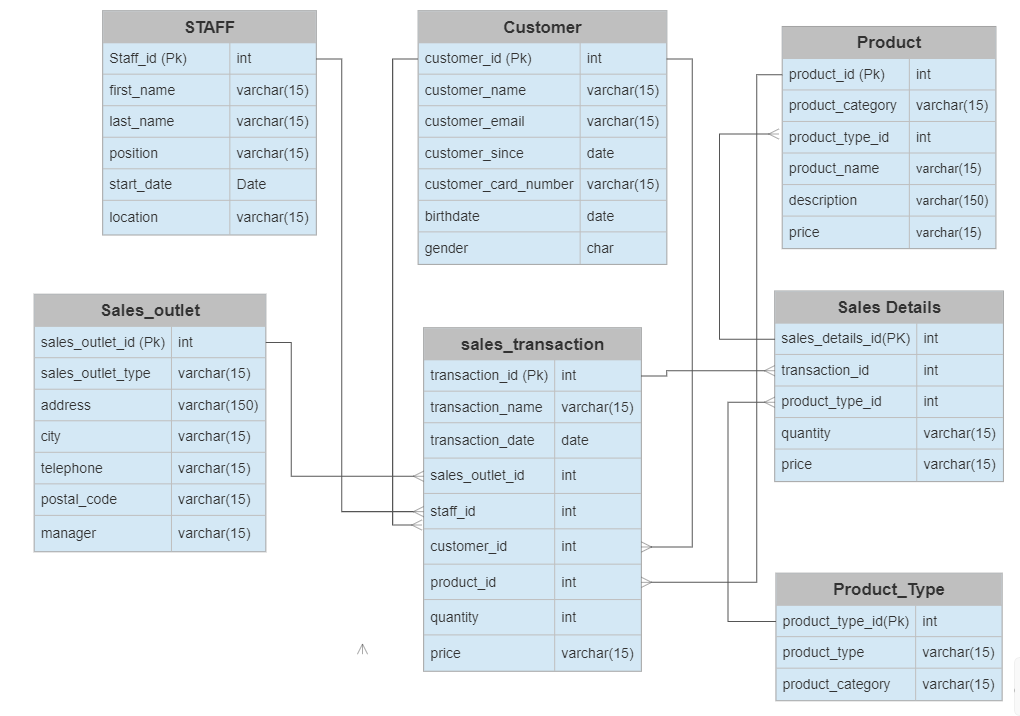 STAFF
Staff_id (Pk) int
first_name varchar(15)
last_name varchar(15)
position varchar(15)
start_date Date
location varchar(15)
Customer
customer_id (Pk) int
customer_name varchar(15)
customer_email varchar(15)
customer_since date
customer_card_number varchar(15)
birthdate date
gender char
Product
product_id (Pk) int
product_category varchar(15)
product_type_id int
product_name varchar(15)
description varchar(150)
price varchar(15)
Sales_outlet
sales_outlet_id (Pk) int
sales_outlet_type varchar(15)
address varchar(150)
city varchar(15)
telephone varchar(15)
postal_code varchar(15)
manager varchar(15)
sales_transaction
transaction_id (Pk) int
transaction_name varchar(15)
transaction_date date
sales_outlet_id int
staff_id int
customer_id int
product_id int
quantity int
price varchar(15)
Sales Details
sales_details_id(PK) int
transaction_id int
product_type_id int
quantity varchar(15)
price varchar(15)
Product_Type
product_type_id(Pk) int
product_type varchar(15)
product_category varchar(15)